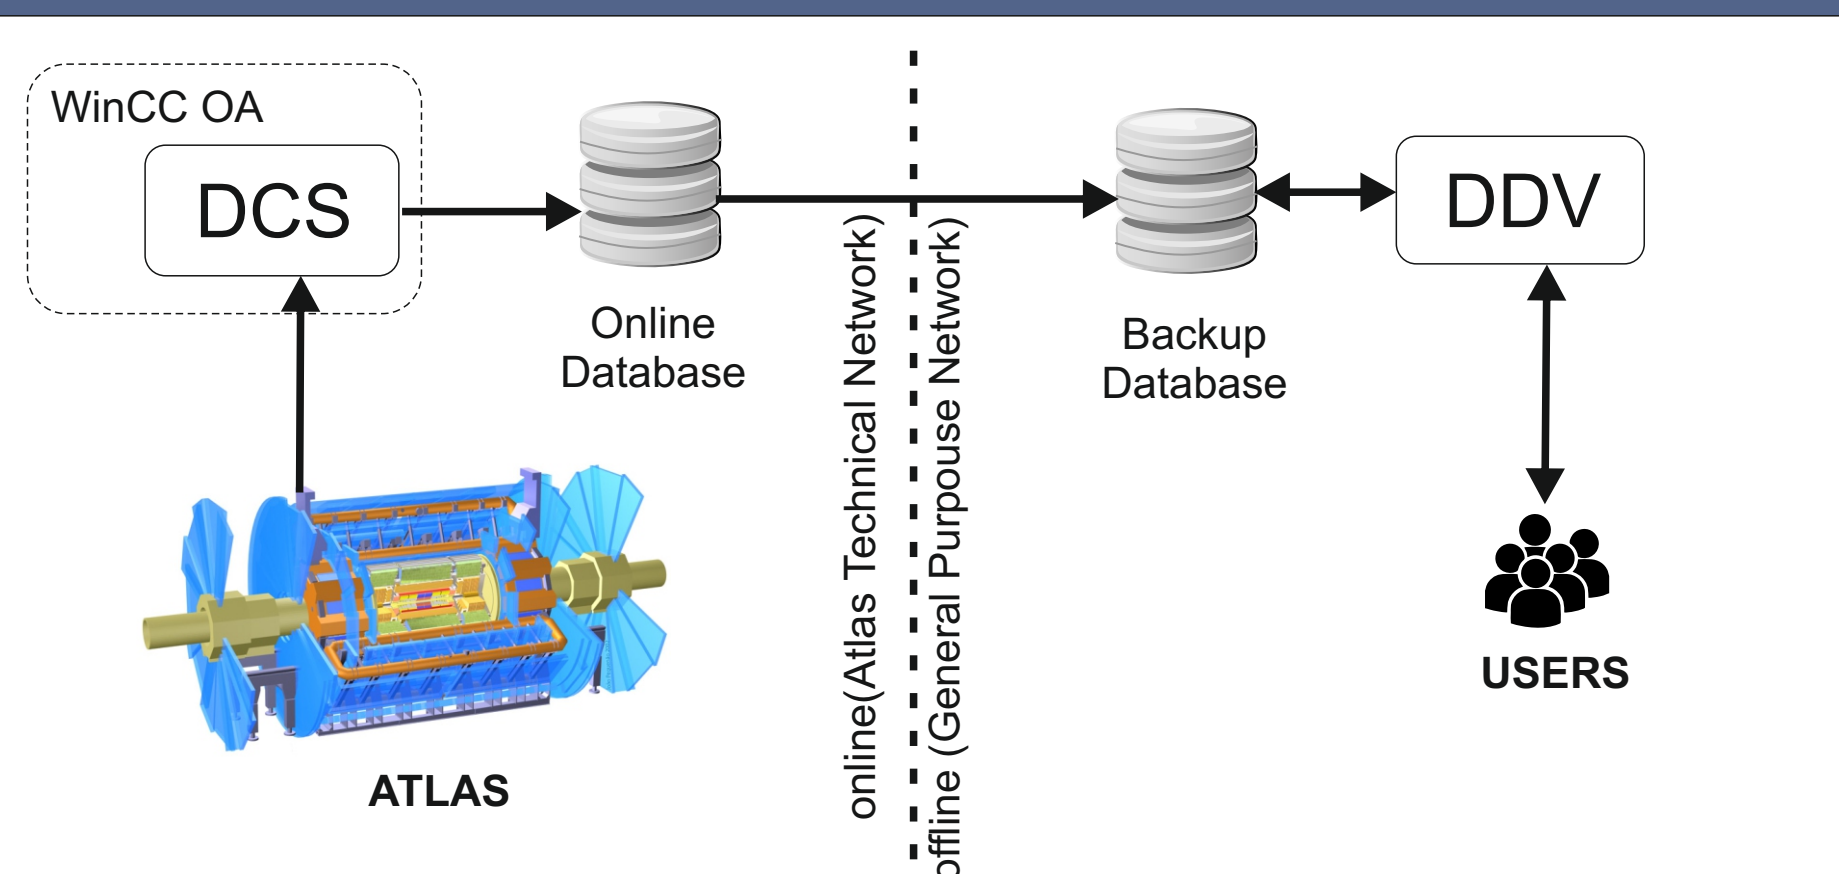 WinCC OA
DCS
Online
Database
ATLAS
online(Atlas Technical Network)
offline (General Purpouse Network)
Backup
Database
DDV
USERS